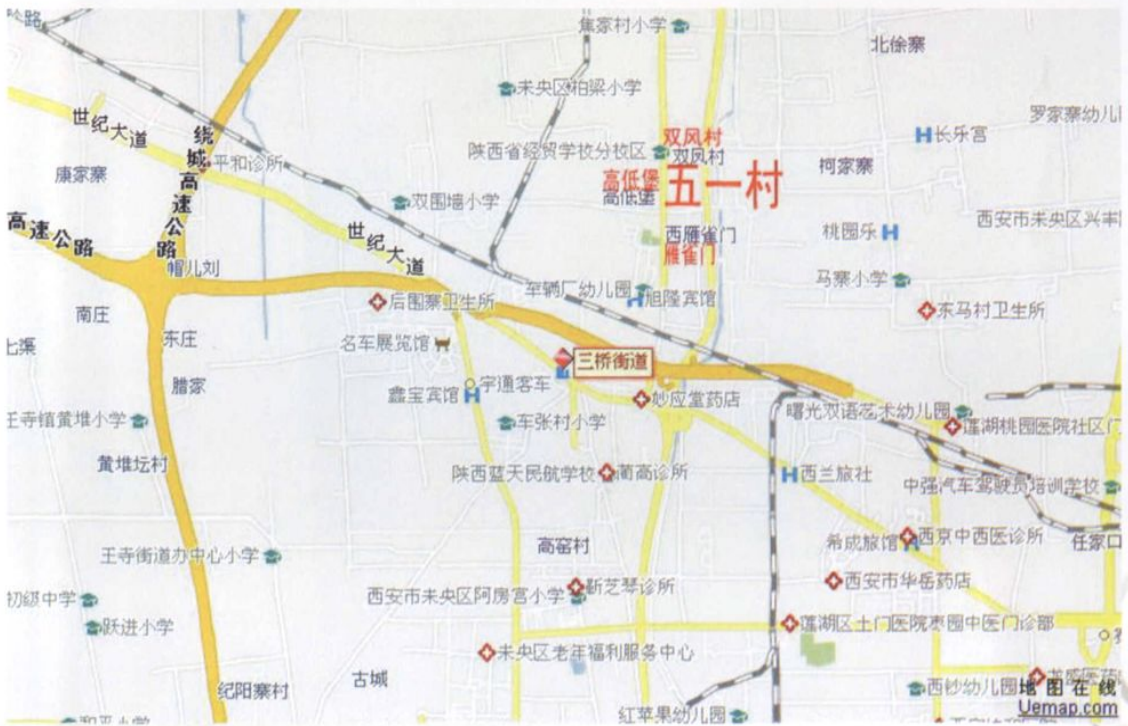 公路
焦家村小学
北徐寨
未央区柏梁小学
世纪大道
绕城高速公路
罗家寨幼儿
长乐宫
双凤村
陕西省经贸学校分校区
双凤村
平和诊所
康家寨
高低堡
五一村
柯家寨
高低堡
双围墙小学
西安市未央区兴丰
高速公路
世纪大道
西雁雀门
雁雀门
桃园乐
帽儿刘
马寨小学
车辆厂幼儿园
旭隆宾馆
后围寨卫生所
东马村卫生所
南庄
东庄
七渠
名车展览馆
三桥街道
腊家
宇通客车
鑫宝宾馆
妙应堂药店
曙光双语艺术幼儿园
王寺镇黄堆小学
车张村小学
莲湖桃园医院社区门
黄堆坛村
陕西蓝天民航学校
蔺高诊所
西兰旅社
中强汽车驾驶员培训学校
高窑村
希成旅馆
西京中西医诊所
任家口
王寺街道办中心小学
西安市华岳药店
靳芝琴诊所
西安市未央区阿房宫小学
初级中学
跃进小学
莲湖区土门医院枣园中医门诊部
未央区老年福利服务中心
古城
纪阳寨村
西钞幼儿园
地图在线
Uemap.com
红苹果幼儿园
和平小学